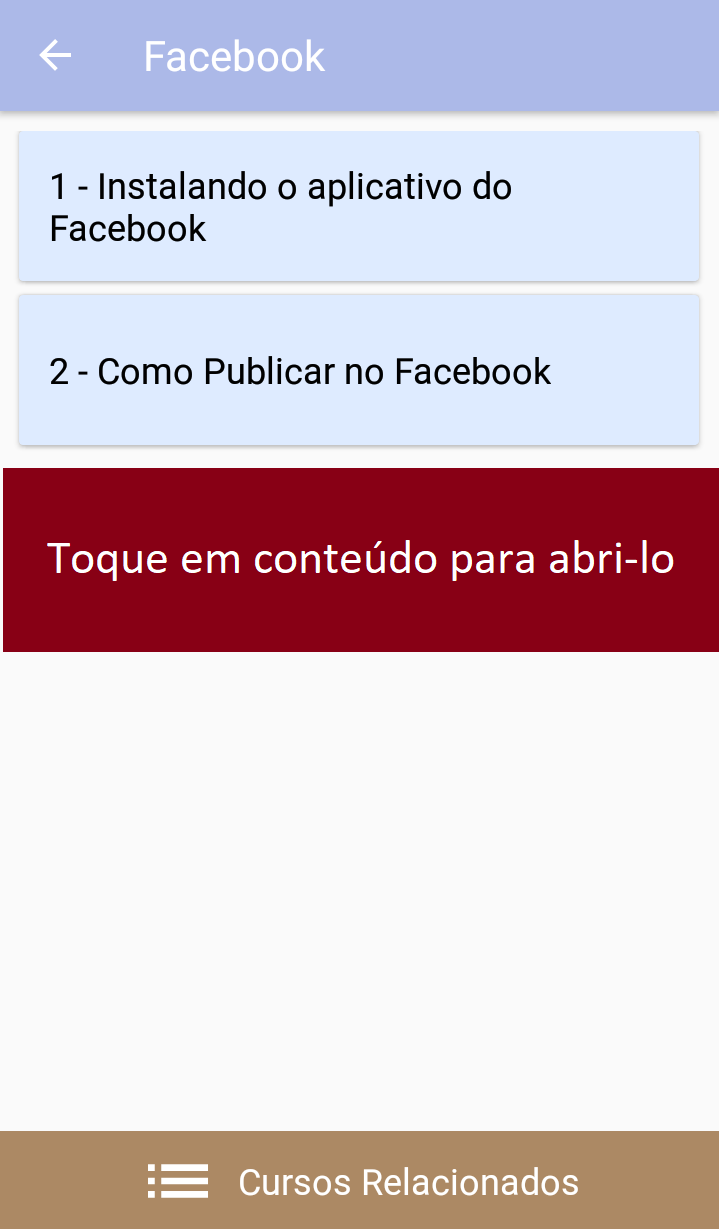 Facebook
1 - Instalando o aplicativo do
Facebook
2 - Como Publicar no Facebook
Toque em conteúdo para abri-lo
Cursos Relacionados